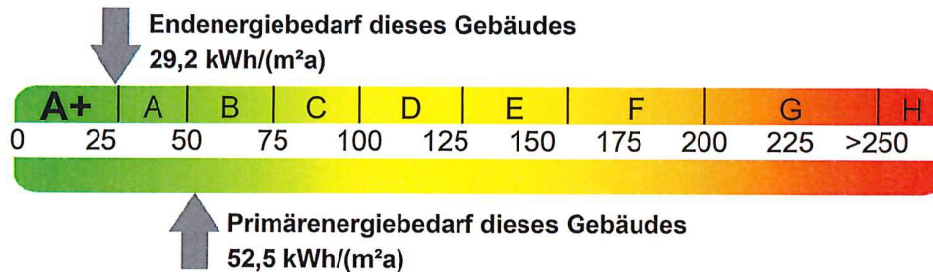 Endenergiebedarf dieses Gebäudes
29,2 kWh/(m²a)
A+ A B C D E F G H
0 25 50 75 100 125 150 175 200 225 >250
Primärenergiebedarf dieses Gebäudes
52,5 kWh/(m²a)